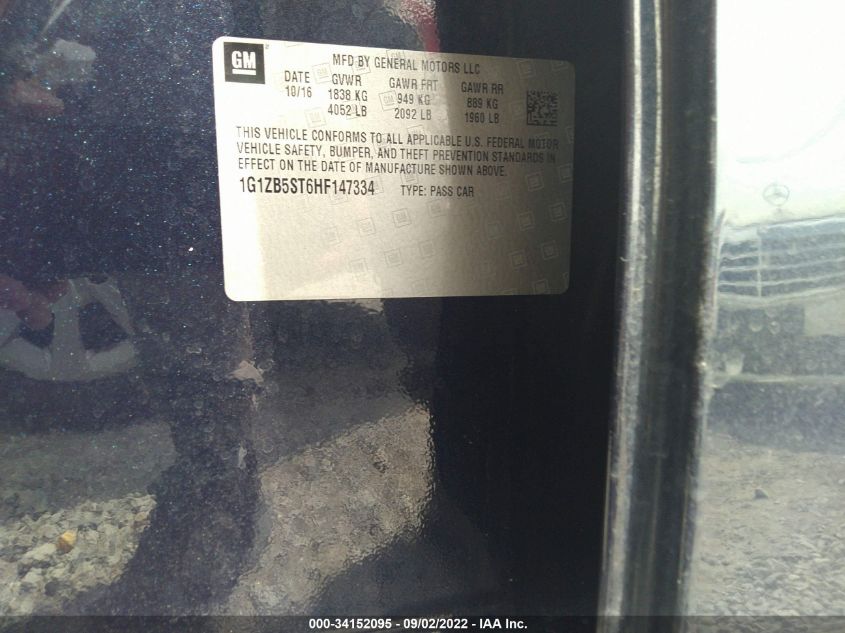 GM
MFD BY GENERAL MOTORS LLC
DATE GVWR GAWR FRT GAWR RR
10/16 1838 KG 949 KG 889 KG
4052 LB 2092 LB 1960 LB
THIS VEHICLE CONFORMS TO ALL APPLICABLE U.S. FEDERAL MOTOR
VEHICLE SAFETY, BUMPER, AND THEFT PREVENTION STANDARDS IN
EFFECT ON THE DATE OF MANUFACTURE SHOWN ABOVE.
1G1ZB5ST6HF147334 TYPE: PASS CAR
000-34152095 - 09/02/2022 - IAA Inc.